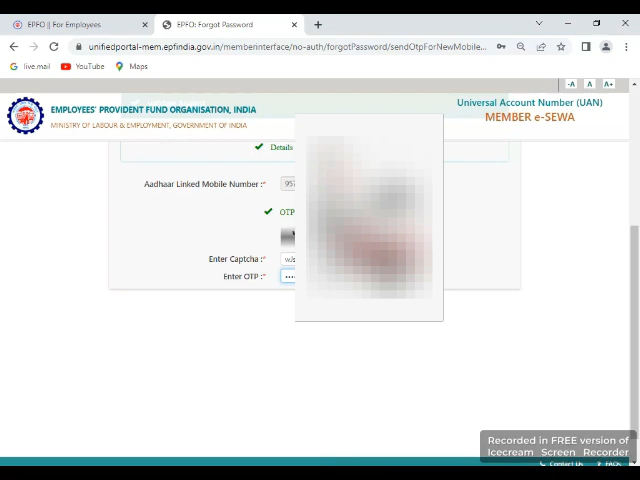 EPFO || For Employees
EPFO: Forgot Password
unifiedportal-mem.epfindia.gov.in/memberinterface/no-auth/forgotPassword/sendOtpForNewMobile...
live.mail
YouTube
Maps
-A A A+
EMPLOYEES' PROVIDENT FUND ORGANISATION, INDIA
MINISTRY OF LABOUR & EMPLOYMENT, GOVERNMENT OF INDIA
Universal Account Number (UAN)
MEMBER e-SEWA
Details
Aadhaar Linked Mobile Number :*
957
OTP
Enter Captcha :*
Enter OTP :*
Recorded in FREE version of
Icecream Screen Recorder
Contact Us
FAQs